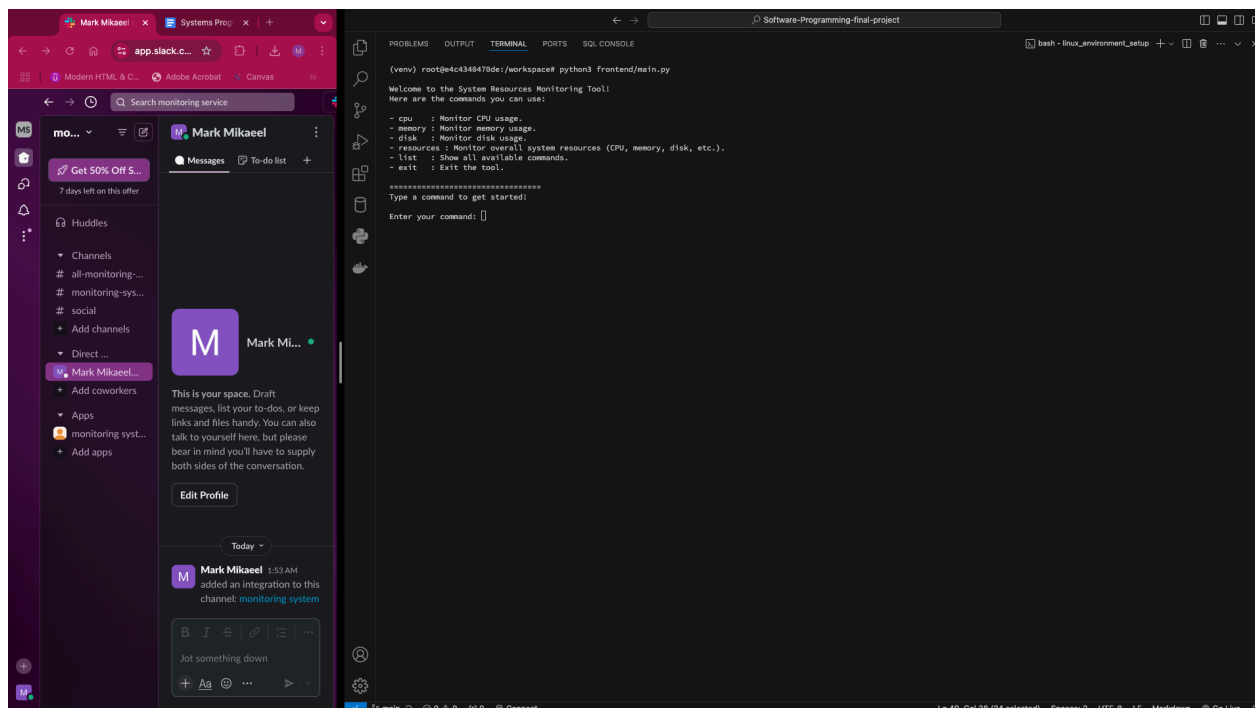 Mark Mikaeel
Systems Prog
app.slack.c...
M
Modern HTML & C...
Adobe Acrobat
Canvas
Search monitoring service
MS
mo...
Get 50% Off S...
7 days left on this offer
Huddles
Channels
# all-monitoring-...
# monitoring-sys...
# social
+ Add channels
Direct ...
M Mark Mikaeel...
+ Add coworkers
Apps
monitoring syst...
+ Add apps
M
M Mark Mikaeel
Messages
To-do list
M
Mark Mi...
This is your space. Draft
messages, list your to-dos, or keep
links and files handy. You can also
talk to yourself here, but please
bear in mind you'll have to supply
both sides of the conversation.
Edit Profile
Today
M
Mark Mikaeel 1:53 AM
added an integration to this
channel: monitoring system
Jot something down
Aa
Software-Programming-final-project
PROBLEMS OUTPUT TERMINAL PORTS SQL CONSOLE
bash - linux_environment_setup
(venv) root@e4c4340470de:/workspace# python3 frontend/main.py
Welcome to the System Resources Monitoring Tool!
Here are the commands you can use:
- cpu : Monitor CPU usage.
- memory : Monitor memory usage.
- disk : Monitor disk usage.
- resources : Monitor overall system resources (CPU, memory, disk, etc.).
- list : Show all available commands.
- exit : Exit the tool.
=================================
Type a command to get started!
Enter your command: